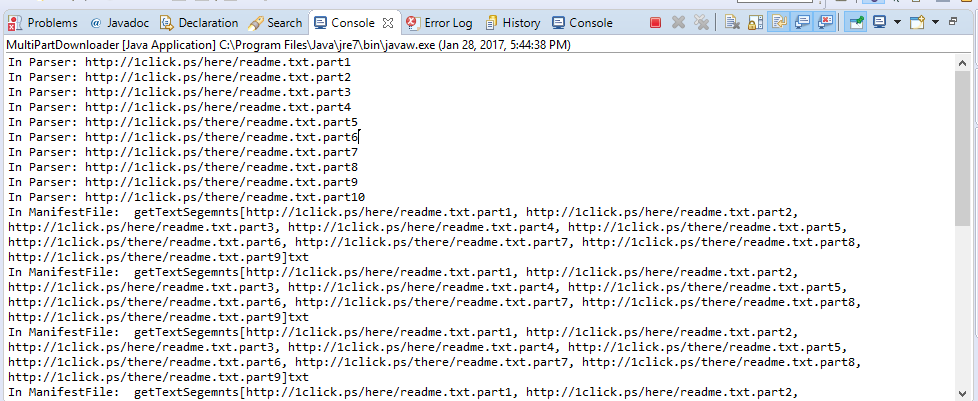 Problems @ Javadoc Declaration Search Console Error Log History Console
MultiPartDownloader [Java Application] C:\Program Files\Java\jre7\bin\javaw.exe (Jan 28, 2017, 5:44:38 PM)
In Parser: http://1click.ps/here/readme.txt.part1
In Parser: http://1click.ps/here/readme.txt.part2
In Parser: http://1click.ps/here/readme.txt.part3
In Parser: http://1click.ps/here/readme.txt.part4
In Parser: http://1click.ps/there/readme.txt.part5
In Parser: http://1click.ps/there/readme.txt.part6
In Parser: http://1click.ps/there/readme.txt.part7
In Parser: http://1click.ps/there/readme.txt.part8
In Parser: http://1click.ps/there/readme.txt.part9
In Parser: http://1click.ps/there/readme.txt.part10
In ManifestFile:  getTextSegemnts[http://1click.ps/here/readme.txt.part1, http://1click.ps/here/readme.txt.part2,
http://1click.ps/here/readme.txt.part3, http://1click.ps/here/readme.txt.part4, http://1click.ps/there/readme.txt.part5,
http://1click.ps/there/readme.txt.part6, http://1click.ps/there/readme.txt.part7, http://1click.ps/there/readme.txt.part8,
http://1click.ps/there/readme.txt.part9]txt
In ManifestFile:  getTextSegemnts[http://1click.ps/here/readme.txt.part1, http://1click.ps/here/readme.txt.part2,
http://1click.ps/here/readme.txt.part3, http://1click.ps/here/readme.txt.part4, http://1click.ps/there/readme.txt.part5,
http://1click.ps/there/readme.txt.part6, http://1click.ps/there/readme.txt.part7, http://1click.ps/there/readme.txt.part8,
http://1click.ps/there/readme.txt.part9]txt
In ManifestFile:  getTextSegemnts[http://1click.ps/here/readme.txt.part1, http://1click.ps/here/readme.txt.part2,
http://1click.ps/here/readme.txt.part3, http://1click.ps/here/readme.txt.part4, http://1click.ps/there/readme.txt.part5,
http://1click.ps/there/readme.txt.part6, http://1click.ps/there/readme.txt.part7, http://1click.ps/there/readme.txt.part8,
http://1click.ps/there/readme.txt.part9]txt
In ManifestFile:  getTextSegemnts[http://1click.ps/here/readme.txt.part1, http://1click.ps/here/readme.txt.part2,